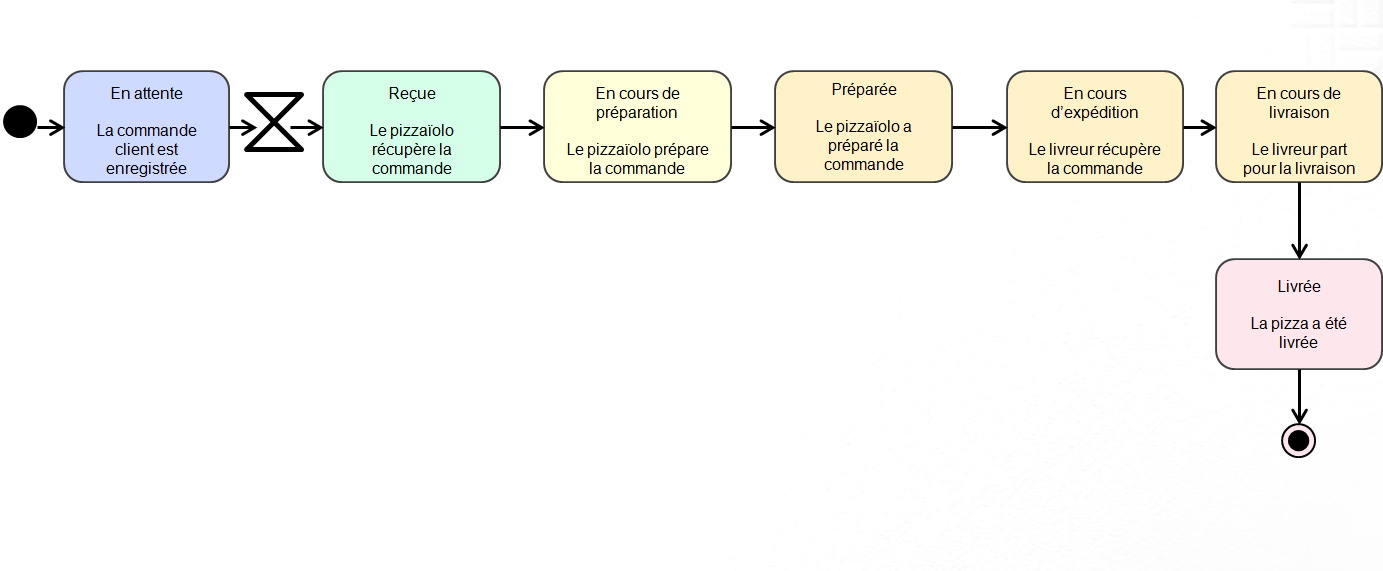 En attente
La commande
client est
enregistrée
Reçue
Le pizzaïolo
récupère la
commande
En cours de
préparation
Le pizzaïolo prépare
la commande
Préparée
Le pizzaïolo a
préparé la
commande
En cours
d’expédition
Le livreur récupère
la commande
En cours de
livraison
Le livreur part
pour la livraison
Livrée
La pizza a été
livrée